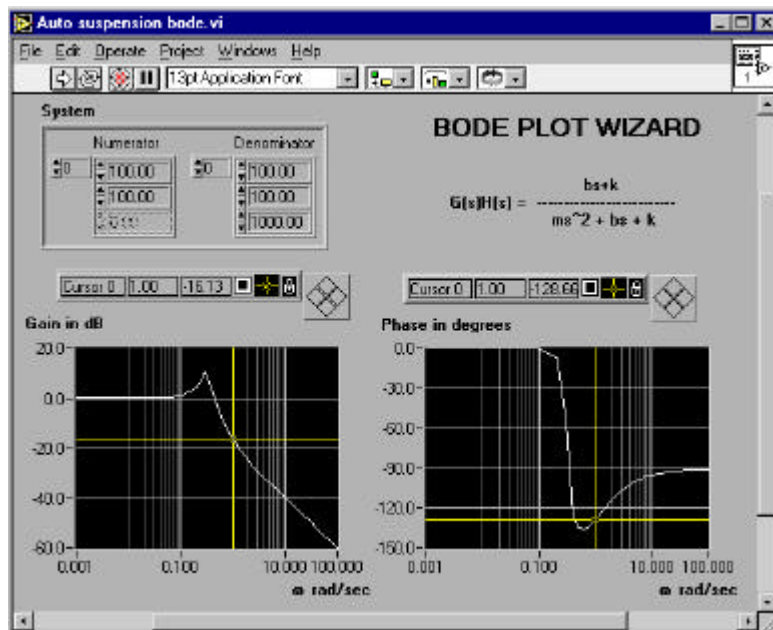 Auto suspension bode.vi
File Edit Operate Project Windows Help
13pt Application Font
1
System
Numerator
Denominator
0
100.00
100.00
0
100.00
100.00
1000.00
BODE PLOT WIZARD
bs+k
G(s)H(s) = -------------------------
ms^2 + bs + k
Cursor 0 1.00 -16.13
Cursor 0 1.00 -128.66
Gain in dB
20.0
0.0
-20.0
-40.0
-60.0
0.001 0.100 10.000 100.000
ω rad/sec
Phase in degrees
0.0
-30.0
-60.0
-90.0
-120.0
-150.0
0.001 0.100 10.000 100.000
ω rad/sec